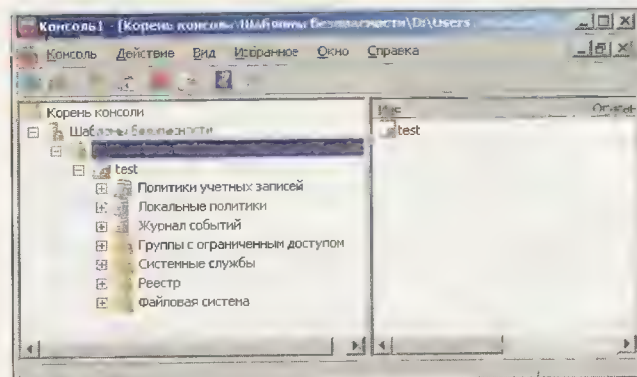 Консоль1 - [Корень консоли\Шаблоны безопасности\D:\Users
Консоль Действие Вид Избранное Окно Справка
Корень консоли
Имя
Шаблоны безопасности
test
test
Политики учетных записей
Локальные политики
Журнал событий
Группы с ограниченным доступом
Системные службы
Реестр
Файловая система